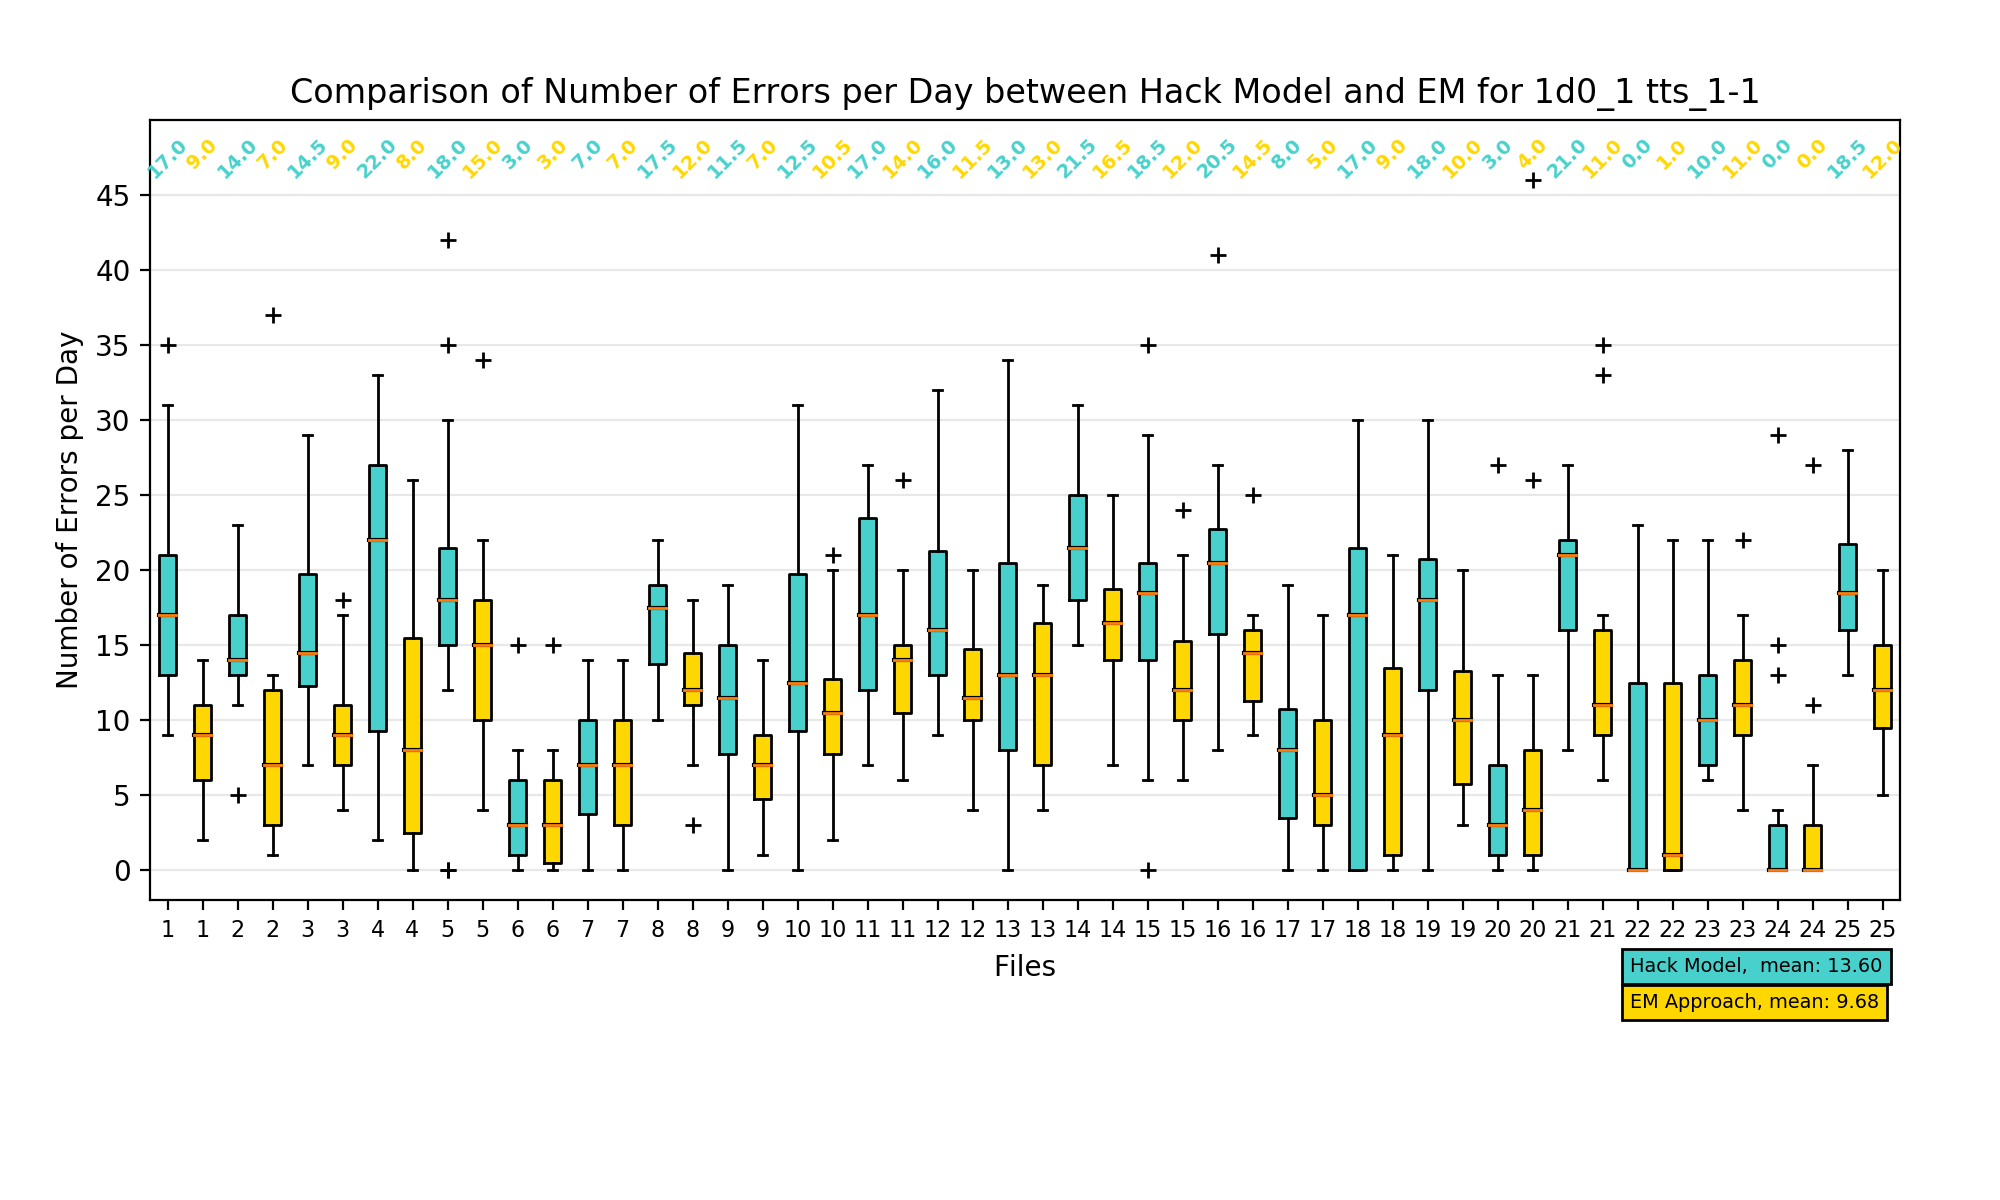 Comparison of Number of Errors per Day between Hack Model and EM for 1d0_1 tts_1-1
17.0 9.0 14.0 7.0 14.5 9.0 22.0 8.0 18.0 15.0 3.0 3.0 7.0 7.0 17.5 12.0 11.5 7.0 12.5 10.5 17.0 14.0 16.0 11.5 13.0 13.0 21.5 16.5 18.5 12.0 20.5 14.5 8.0 5.0 17.0 9.0 18.0 10.0 3.0 4.0 21.0 11.0 0.0 1.0 10.0 11.0 0.0 0.0 18.5 12.0
45
40
35
30
25
20
15
10
5
0
Number of Errors per Day
1 1 2 2 3 3 4 4 5 5 6 6 7 7 8 8 9 9 10 10 11 11 12 12 13 13 14 14 15 15 16 16 17 17 18 18 19 19 20 20 21 21 22 22 23 23 24 24 25 25
Files
Hack Model,  mean: 13.60
EM Approach, mean: 9.68